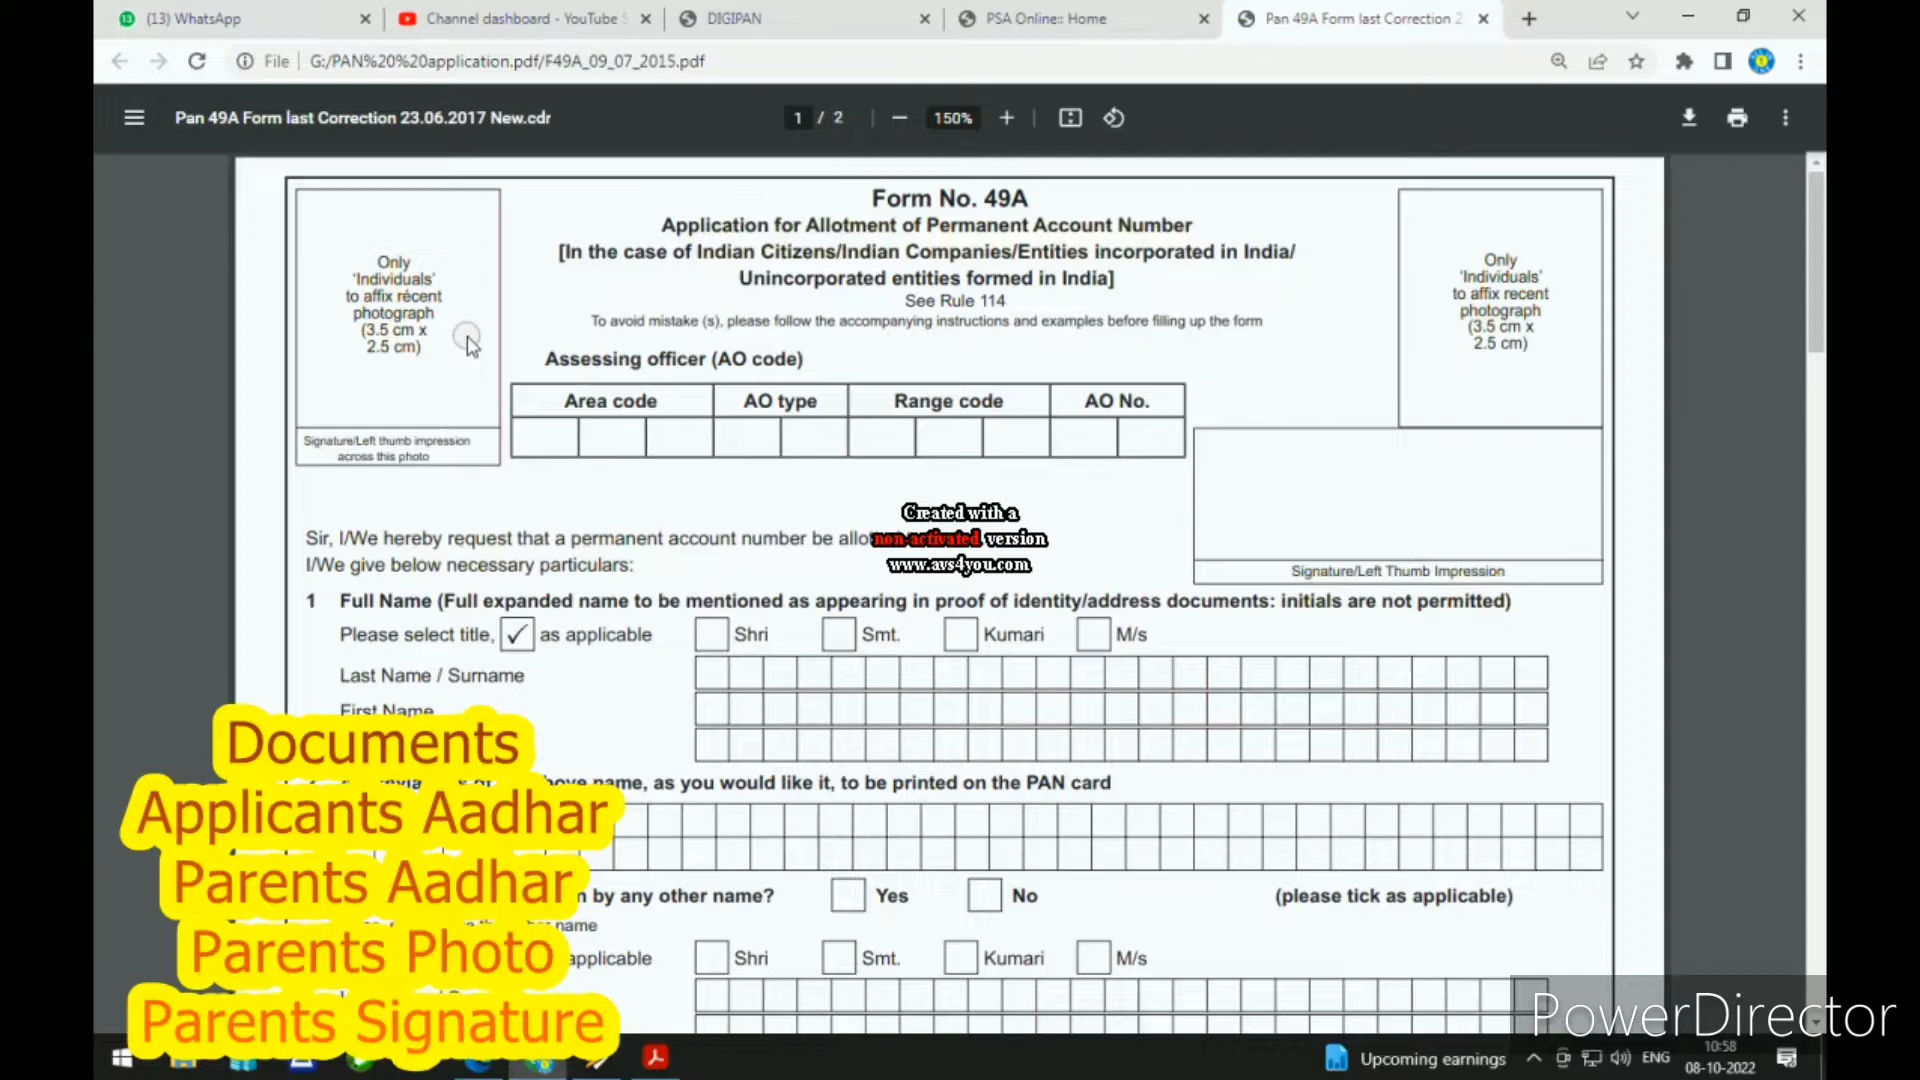 (13) WhatsApp
Channel dashboard - YouTube S
DIGIPAN
PSA Online:: Home
Pan 49A Form last Correction 2
File
G:/PAN%20%20application.pdf/F49A_09_07_2015.pdf
Pan 49A Form last Correction 23.06.2017 New.cdr
1 / 2
150%
Form No. 49A
Application for Allotment of Permanent Account Number
[In the case of Indian Citizens/Indian Companies/Entities incorporated in India/
Unincorporated entities formed in India]
See Rule 114
To avoid mistake (s), please follow the accompanying instructions and examples before filling up the form
Only
‘Individuals’
to affix recent
photograph
(3.5 cm x
2.5 cm)
Signature/Left thumb impression
across this photo
Only
‘Individuals’
to affix recent
photograph
(3.5 cm x
2.5 cm)
Assessing officer (AO code)
Area code
AO type
Range code
AO No.
Signature/Left Thumb Impression
Sir, I/We hereby request that a permanent account number be allo
I/We give below necessary particulars:
Created with a
non-activated version
www.avs4you.com
1 Full Name (Full expanded name to be mentioned as appearing in proof of identity/address documents: initials are not permitted)
Please select title, ✓ as applicable Shri Smt. Kumari M/s
Last Name / Surname
First Name
name, as you would like it, to be printed on the PAN card
by any other name? Yes No (please tick as applicable)
name
applicable Shri Smt. Kumari M/s
Documents
Applicants Aadhar
Parents Aadhar
Parents Photo
Parents Signature
PowerDirector
Upcoming earnings
ENG
10:58
08-10-2022